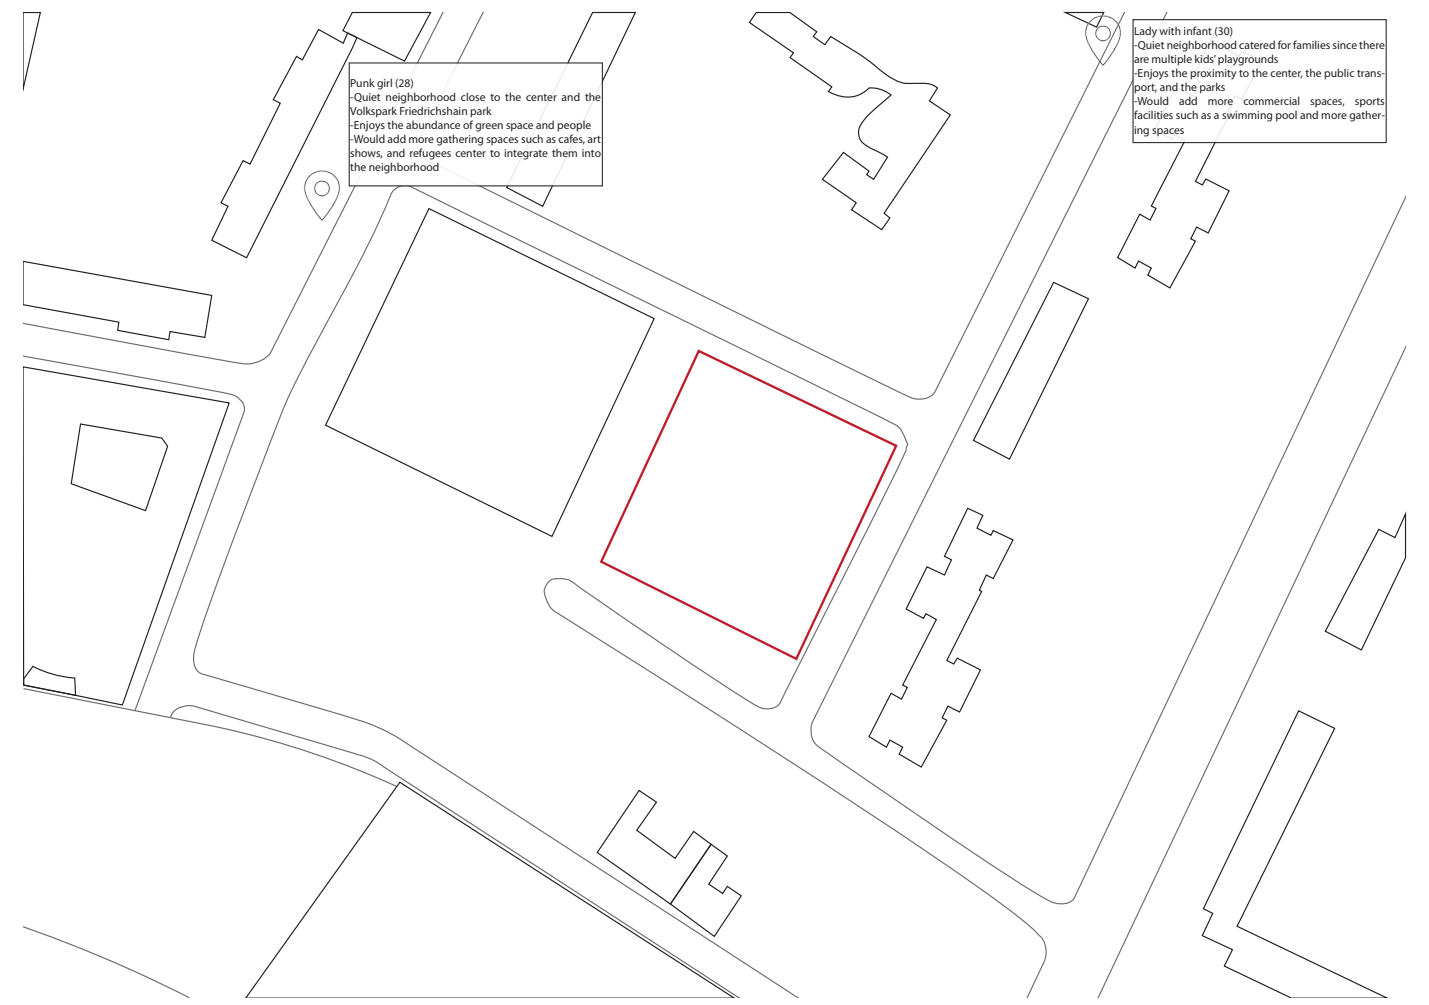 Punk girl (28)
-Quiet neighborhood close to the center and the
Volkspark Friedrichshain park
-Enjoys the abundance of green space and people
-Would add more gathering spaces such as cafes, art
shows, and refugees center to integrate them into
the neighborhood
Lady with infant (30)
-Quiet neighborhood catered for families since there
are multiple kids' playgrounds
-Enjoys the proximity to the center, the public trans-
port, and the parks
-Would add more commercial spaces, sports
facilities such as a swimming pool and more gather-
ing spaces